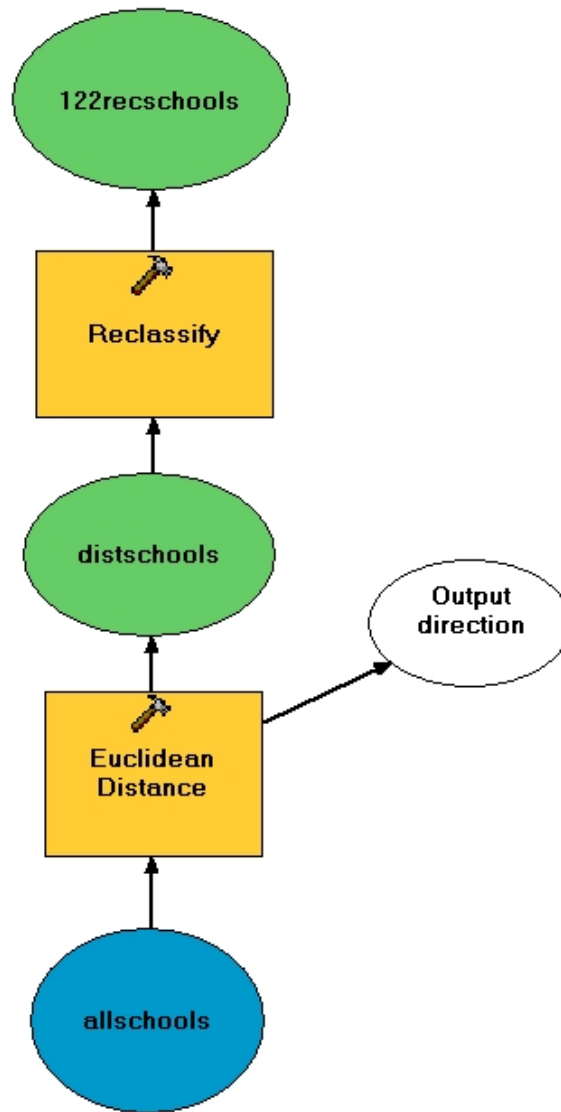 122recschools
Reclassify
distschools
Output
direction
Euclidean
Distance
allschools